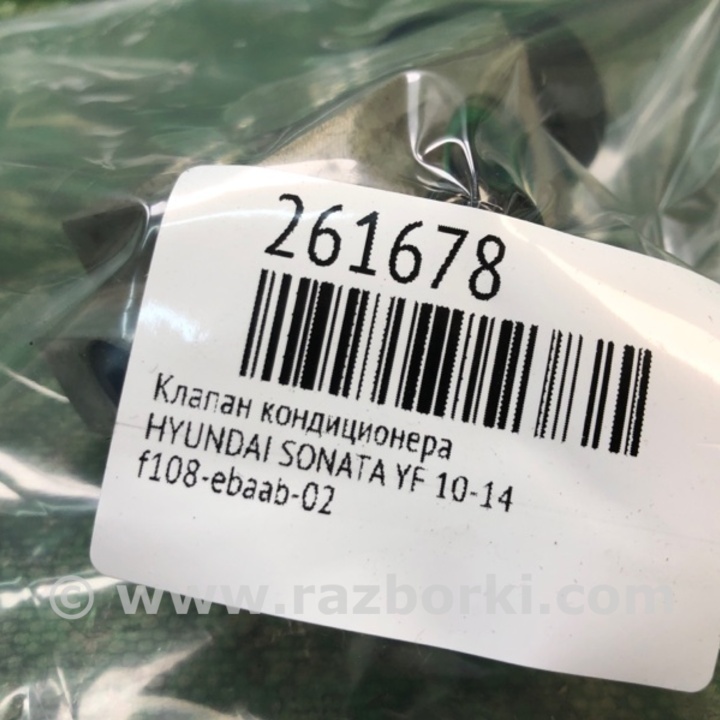 261678
Клапан кондиционера
HYUNDAI SONATA YF 10-14
f108-ebaab-02
© www.razborki.com